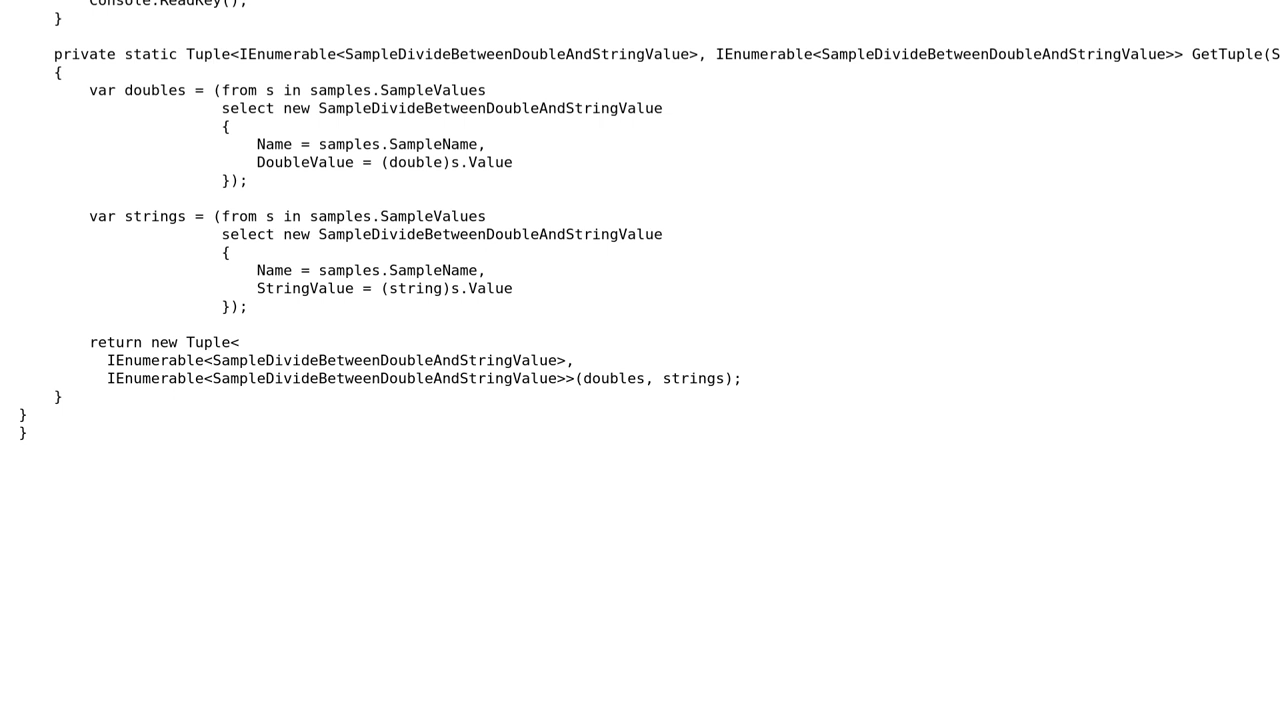 Console.ReadKey();
}
private static Tuple<IEnumerable<SampleDivideBetweenDoubleAndStringValue>, IEnumerable<SampleDivideBetweenDoubleAndStringValue>> GetTuple(S
{
var doubles = (from s in samples.SampleValues
select new SampleDivideBetweenDoubleAndStringValue
{
Name = samples.SampleName,
DoubleValue = (double)s.Value
});
var strings = (from s in samples.SampleValues
select new SampleDivideBetweenDoubleAndStringValue
{
Name = samples.SampleName,
StringValue = (string)s.Value
});
return new Tuple<
IEnumerable<SampleDivideBetweenDoubleAndStringValue>,
IEnumerable<SampleDivideBetweenDoubleAndStringValue>>(doubles, strings);
}
}
}